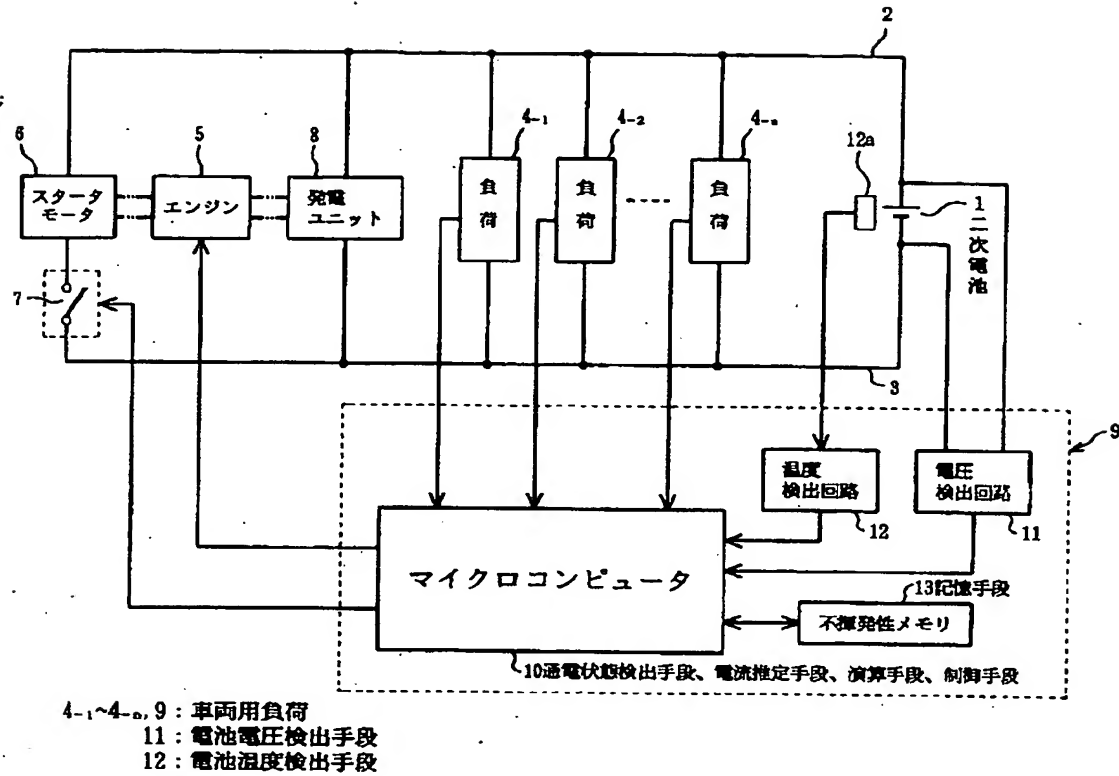 2
6
5
8
4-1
4-2
4-n
12a
スタータ
モータ
エンジン
発電
ユニット
負荷
負荷
負荷
1
二次電池
7
3
9
温度
検出回路
電圧
検出回路
12
11
マイクロコンピュータ
13記憶手段
不揮発性メモリ
10通電状態検出手段、電流推定手段、演算手段、制御手段
4-1~4-n,9:車両用負荷
11:電池電圧検出手段
12:電池温度検出手段